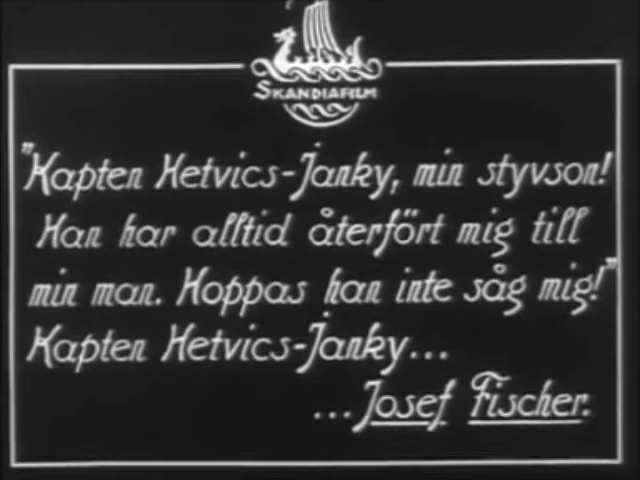 SKANDIAFILM
"Kapten Hetvics-Janky, min styvson!
Han har alltid återfört mig till
min man. Hoppas han inte såg mig!"
Kapten Hetvics-Janky...
...Josef Fischer.